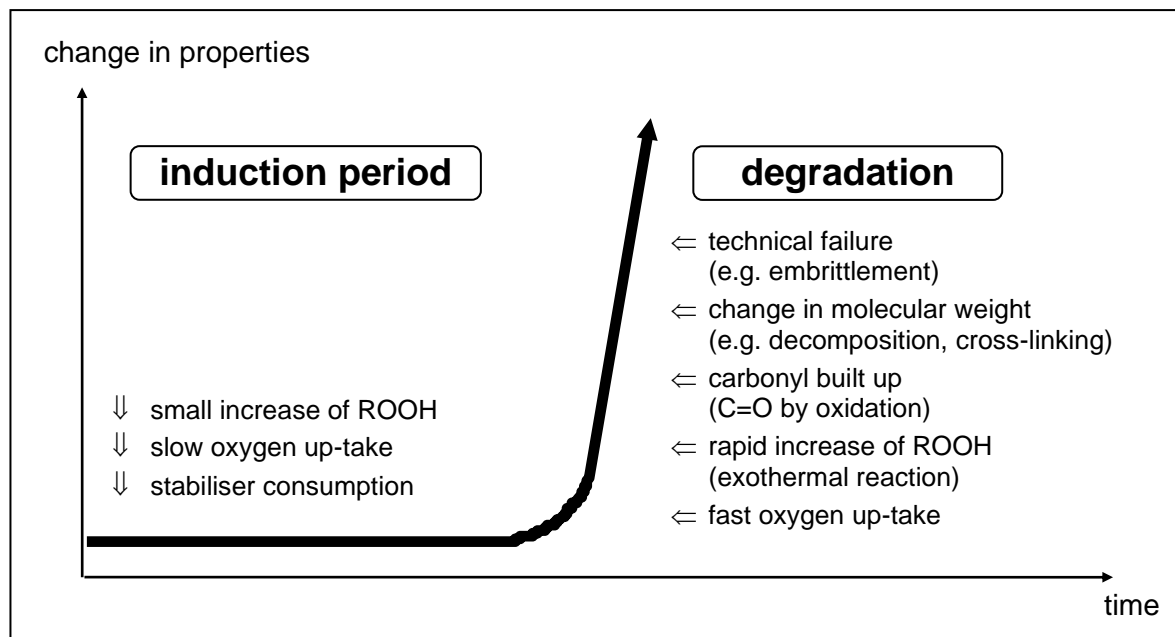 change in properties
induction period
⇓ small increase of ROOH
⇓ slow oxygen up-take
⇓ stabiliser consumption
degradation
⇐ technical failure
(e.g. embrittlement)
⇐ change in molecular weight
(e.g. decomposition, cross-linking)
⇐ carbonyl built up
(C=O by oxidation)
⇐ rapid increase of ROOH
(exothermal reaction)
⇐ fast oxygen up-take
time